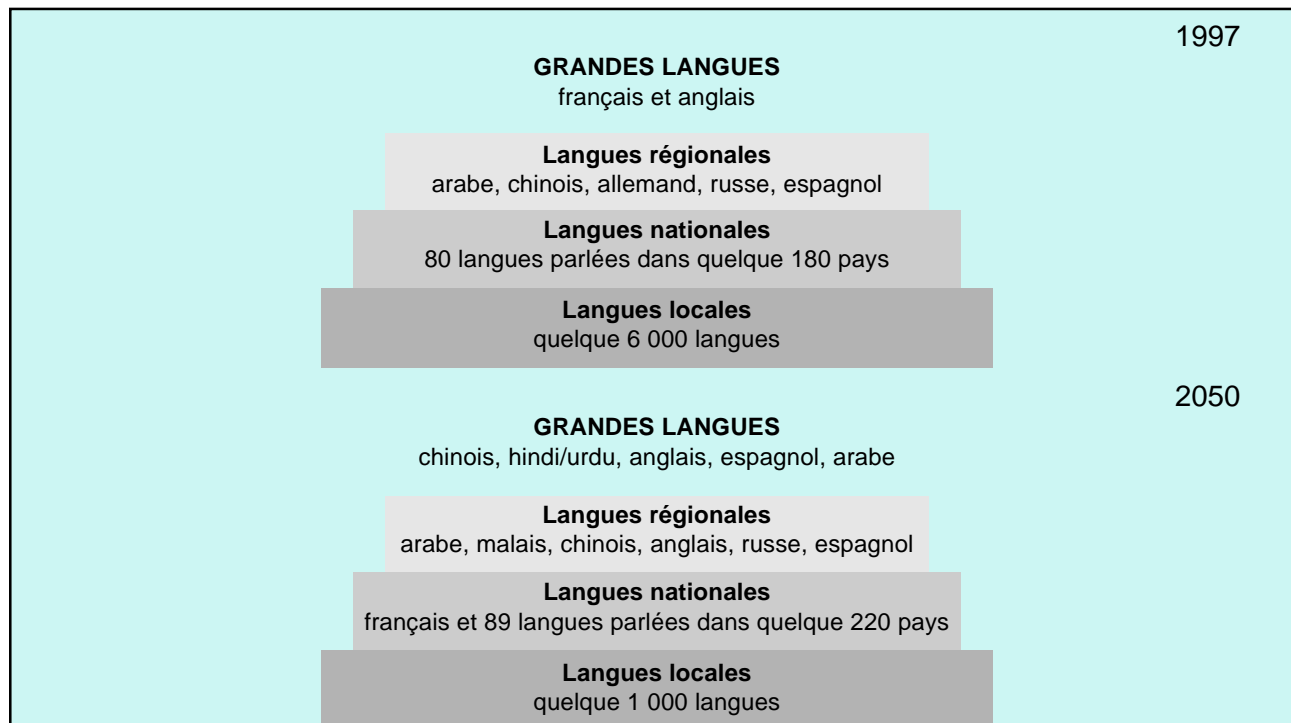 1997
GRANDES LANGUES
français et anglais
Langues régionales
arabe, chinois, allemand, russe, espagnol
Langues nationales
80 langues parlées dans quelque 180 pays
Langues locales
quelque 6 000 langues
2050
GRANDES LANGUES
chinois, hindi/urdu, anglais, espagnol, arabe
Langues régionales
arabe, malais, chinois, anglais, russe, espagnol
Langues nationales
français et 89 langues parlées dans quelque 220 pays
Langues locales
quelque 1 000 langues